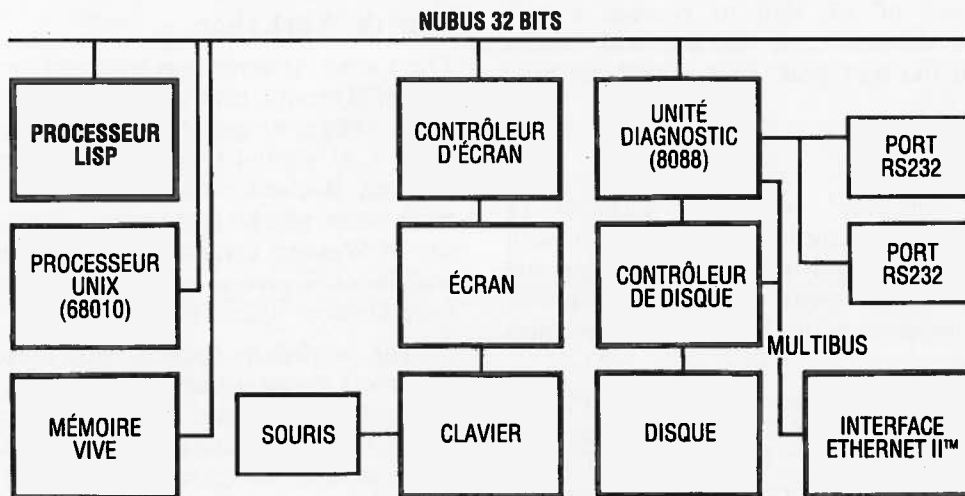 NUBUS 32 BITS
PROCESSEUR
LISP
CONTRÔLEUR
D'ÉCRAN
UNITÉ
DIAGNOSTIC
(8088)
PORT
RS232
PROCESSEUR
UNIX
(68010)
ÉCRAN
CONTRÔLEUR
DE DISQUE
PORT
RS232
MULTIBUS
MÉMOIRE
VIVE
SOURIS
CLAVIER
DISQUE
INTERFACE
ETHERNET II™